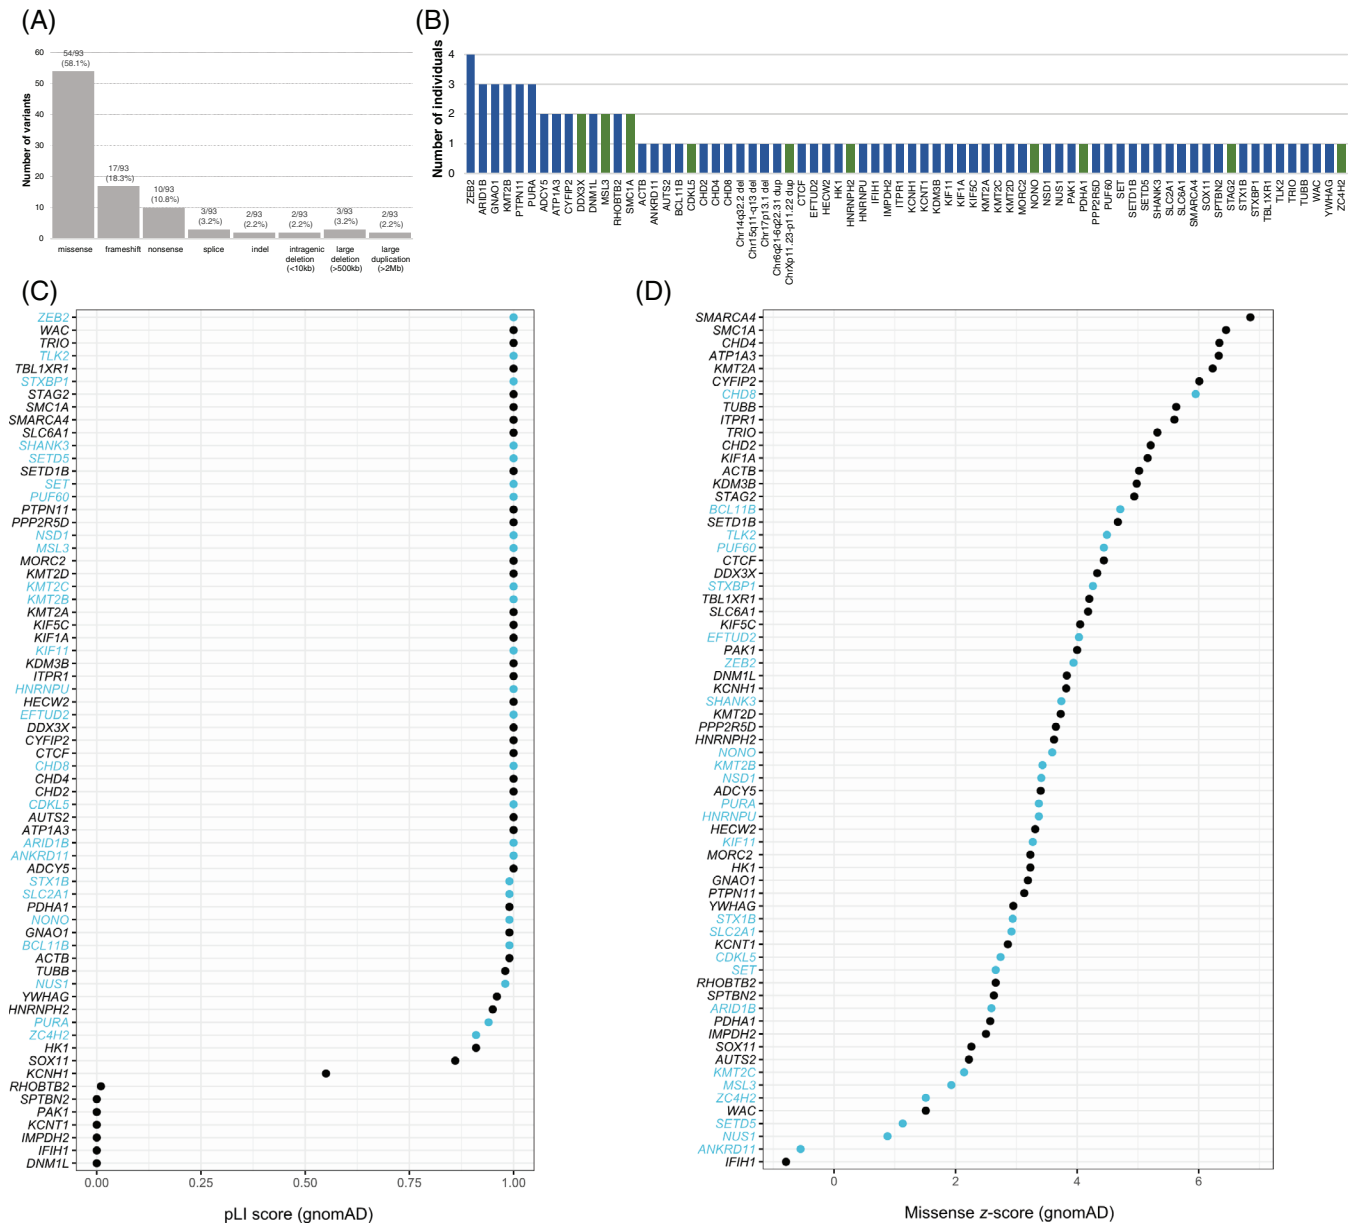 (A)
Number of variants
60
50
40
30
20
10
0
54/93
(58.1%)
17/93
(18.3%)
10/93
(10.8%)
3/93
(3.2%)
2/93
(2.2%)
2/93
(2.2%)
3/93
(3.2%)
2/93
(2.2%)
missense
frameshift
nonsense
splice
indel
intragenic
deletion
(<10kb)
large
deletion
(>500kb)
large
duplication
(>2Mb)
(B)
Number of individuals
4
3
2
1
0
ZEB2
ARID1B
GNAO1
KMT2B
PTPN11
PURA
ADCY5
ATP1A3
CYFIP2
DDX3X
DNM1L
MSL3
RHOBTB2
SMC1A
ACTB
ANKRD11
AUTS2
BCL11B
CDKL5
CHD2
CHD4
CHD8
Chr14q32.2 del
Chr15q11-q13 del
Chr17p13.1 del
Chr6q21-6q22.31 dup
ChrXp11.23-p11.22 dup
CTCF
EFTUD2
HECW2
HK1
HNRNPH2
HNRNPU
IFIH1
IMPDH2
ITPR1
KCNH1
KCNT1
KDM3B
KIF11
KIF1A
KIF5C
KMT2A
KMT2C
KMT2D
MORC2
NONO
NSD1
NUS1
PAK1
PDHA1
PPP2R5D
PUF60
SET
SETD1B
SETD5
SHANK3
SLC2A1
SLC6A1
SMARCA4
SOX11
SPTBN2
STAG2
STX1B
STXBP1
TBL1XR1
TLK2
TRIO
TUBB
WAC
YWHAG
ZC4H2
(C)
ZEB2
WAC
TRIO
TLK2
TBL1XR1
STXBP1
STAG2
SMC1A
SMARCA4
SLC6A1
SHANK3
SETD5
SETD1B
SET
PUF60
PTPN11
PPP2R5D
NSD1
MSL3
MORC2
KMT2D
KMT2C
KMT2B
KMT2A
KIF5C
KIF1A
KIF11
KDM3B
ITPR1
HNRNPU
HECW2
EFTUD2
DDX3X
CYFIP2
CTCF
CHD8
CHD4
CHD2
CDKL5
AUTS2
ATP1A3
ARID1B
ANKRD11
ADCY5
STX1B
SLC2A1
PDHA1
NONO
GNAO1
BCL11B
ACTB
TUBB
NUS1
YWHAG
HNRNPH2
PURA
ZC4H2
HK1
SOX11
KCNH1
RHOBTB2
SPTBN2
PAK1
KCNT1
IMPDH2
IFIH1
DNM1L
0.00
0.25
0.50
0.75
1.00
pLI score (gnomAD)
(D)
SMARCA4
SMC1A
CHD4
ATP1A3
KMT2A
CYFIP2
CHD8
TUBB
ITPR1
TRIO
CHD2
KIF1A
ACTB
KDM3B
STAG2
BCL11B
SETD1B
TLK2
PUF60
CTCF
DDX3X
STXBP1
TBL1XR1
SLC6A1
KIF5C
EFTUD2
PAK1
ZEB2
DNM1L
KCNH1
SHANK3
KMT2D
PPP2R5D
HNRNPH2
NONO
KMT2B
NSD1
ADCY5
PURA
HNRNPU
HECW2
KIF11
MORC2
HK1
GNAO1
PTPN11
YWHAG
STX1B
SLC2A1
KCNT1
CDKL5
SET
RHOBTB2
SPTBN2
ARID1B
PDHA1
IMPDH2
SOX11
AUTS2
KMT2C
MSL3
ZC4H2
WAC
SETD5
NUS1
ANKRD11
IFIH1
0
2
4
6
Missense z-score (gnomAD)